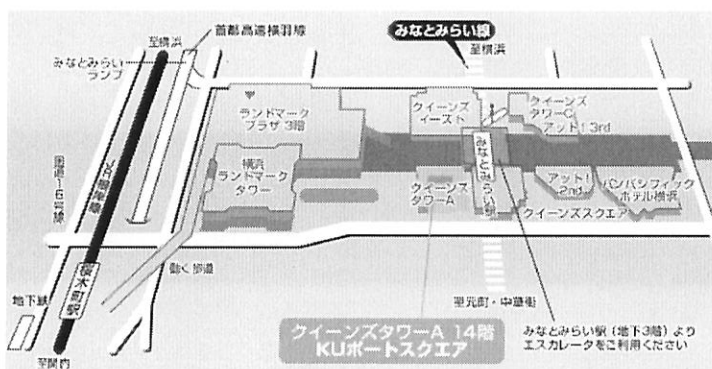 至横浜
首都高速横羽線
みなとみらい線
至横浜
みなとみらい
ランプ
ランドマーク
プラザ 3階
クイーンズ
イースト
クイーンズ
タワーC
アット!3rd
国道16号線
JR根岸線
横浜
ランドマーク
タワー
クイーンズ
タワーA
みなとみらい駅
アット!
2nd
パンパシフィック
ホテル横浜
クイーンズスクエア
桜木町駅
動く歩道
地下鉄
至関内
至元町・中華街
クイーンズタワーA 14階
KUポートスクエア
みなとみらい駅(地下3階)より
エスカレータをご利用ください